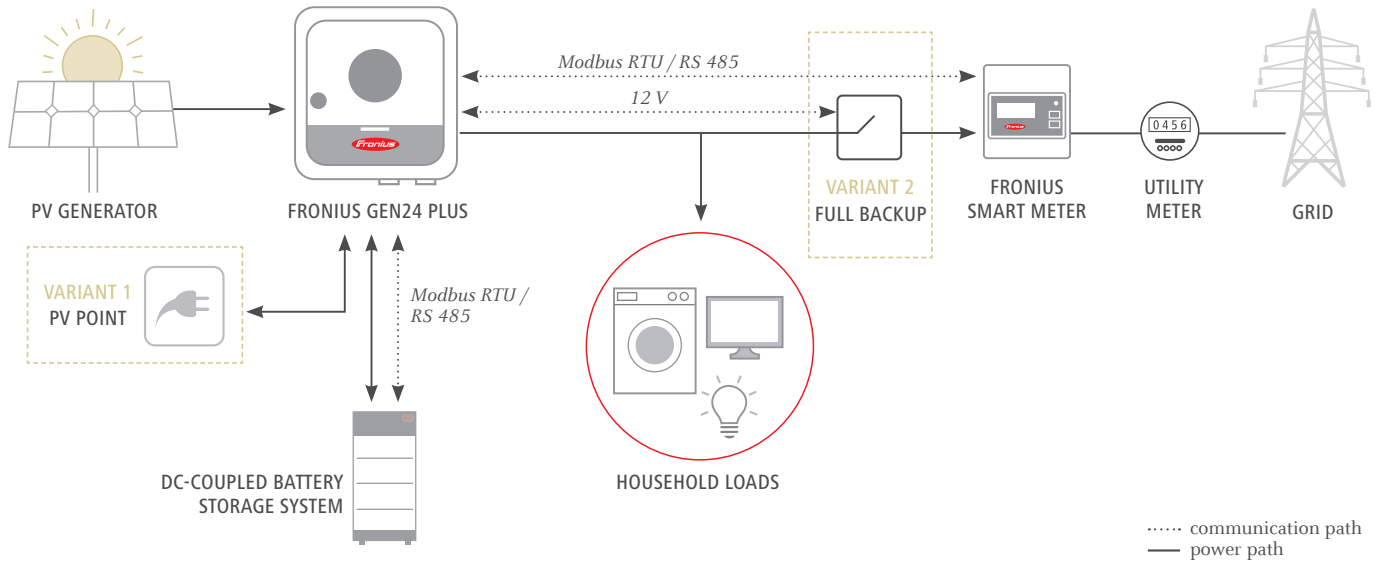 Modbus RTU / RS 485
12 V
Fronius
Fronius
0456
PV GENERATOR
FRONIUS GEN24 PLUS
VARIANT 2
FULL BACKUP
FRONIUS
SMART METER
UTILITY
METER
GRID
VARIANT 1
PV POINT
Modbus RTU /
RS 485
DC-COUPLED BATTERY
STORAGE SYSTEM
HOUSEHOLD LOADS
communication path
power path